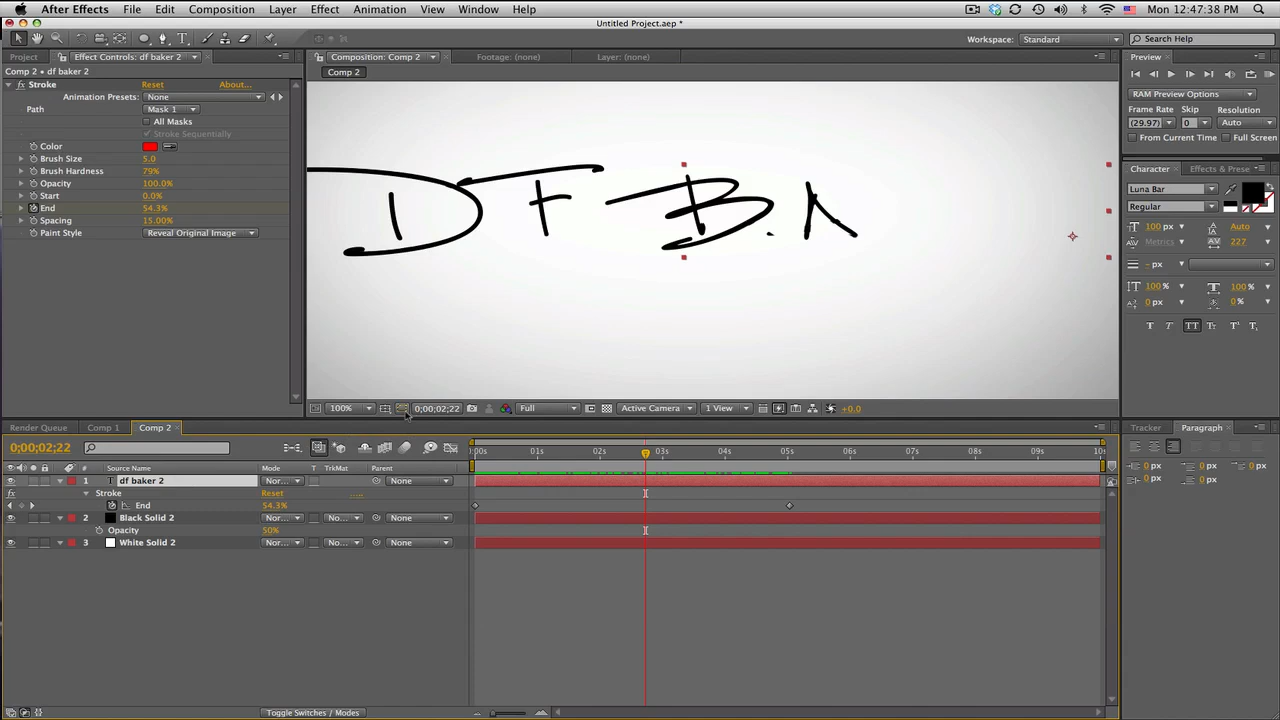 After Effects File Edit Composition Layer Effect Animation View Window Help Mon 12:47:38 PM
Untitled Project.aep *
Workspace: Standard Search Help
Project Effect Controls: df baker 2 Composition: Comp 2 Footage: (none) Layer: (none) Preview
Comp 2 • df baker 2 Comp 2
Stroke Reset About...
Animation Presets: None
Path Mask 1
All Masks
Stroke Sequentially
Color
Brush Size 5.0
Brush Hardness 79%
Opacity 100.0%
Start 0.0%
End 54.3%
Spacing 15.00%
Paint Style Reveal Original Image
D F B.
RAM Preview Options
Frame Rate Skip Resolution
(29.97) 0 Auto
From Current Time Full Screen
Character Effects & Prese
Luna Bar
Regular
100 px Auto
Metrics 227
- px
100 % 100 %
0 px 0 %
T T TT Tr T' T,
100% 0;00;02;22 Full Active Camera 1 View +0.0
Render Queue Comp 1 Comp 2 Tracker Paragraph
0;00;02;22 :00s 01s 02s 03s 04s 05s 06s 07s 08s 09s 10s
# Source Name Mode T TrkMat Parent
1 T df baker 2 Nor... None
fx Stroke Reset .....
End 54.3%
2 Black Solid 2 Nor... No... None
Opacity 50%
3 White Solid 2 Nor... No... None
0 px 0 px 0 px
0 px 0 px
Toggle Switches / Modes